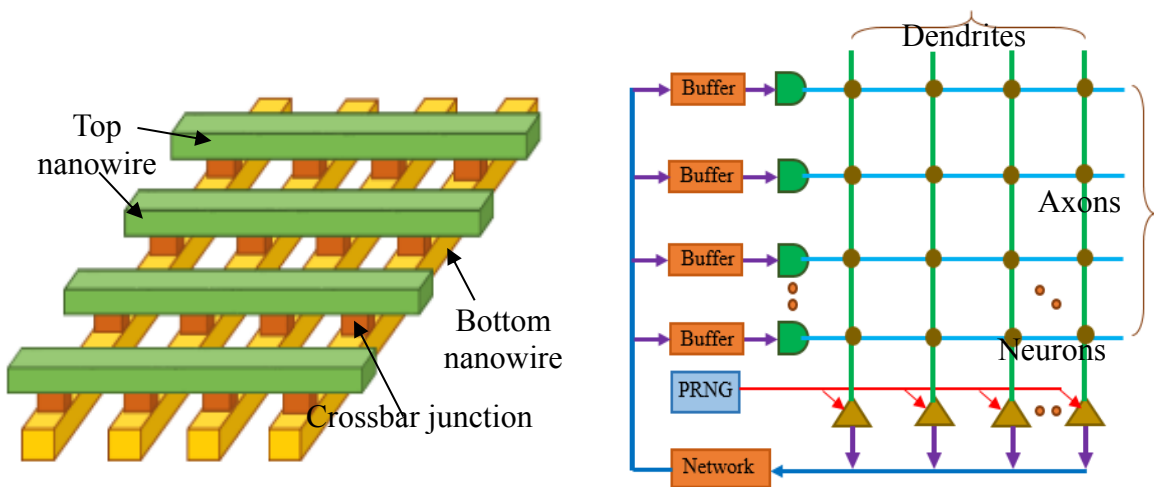 Top
nanowire
Bottom
nanowire
Crossbar junction
Dendrites
Buffer
Buffer
Axons
Buffer
Buffer
Neurons
PRNG
Network